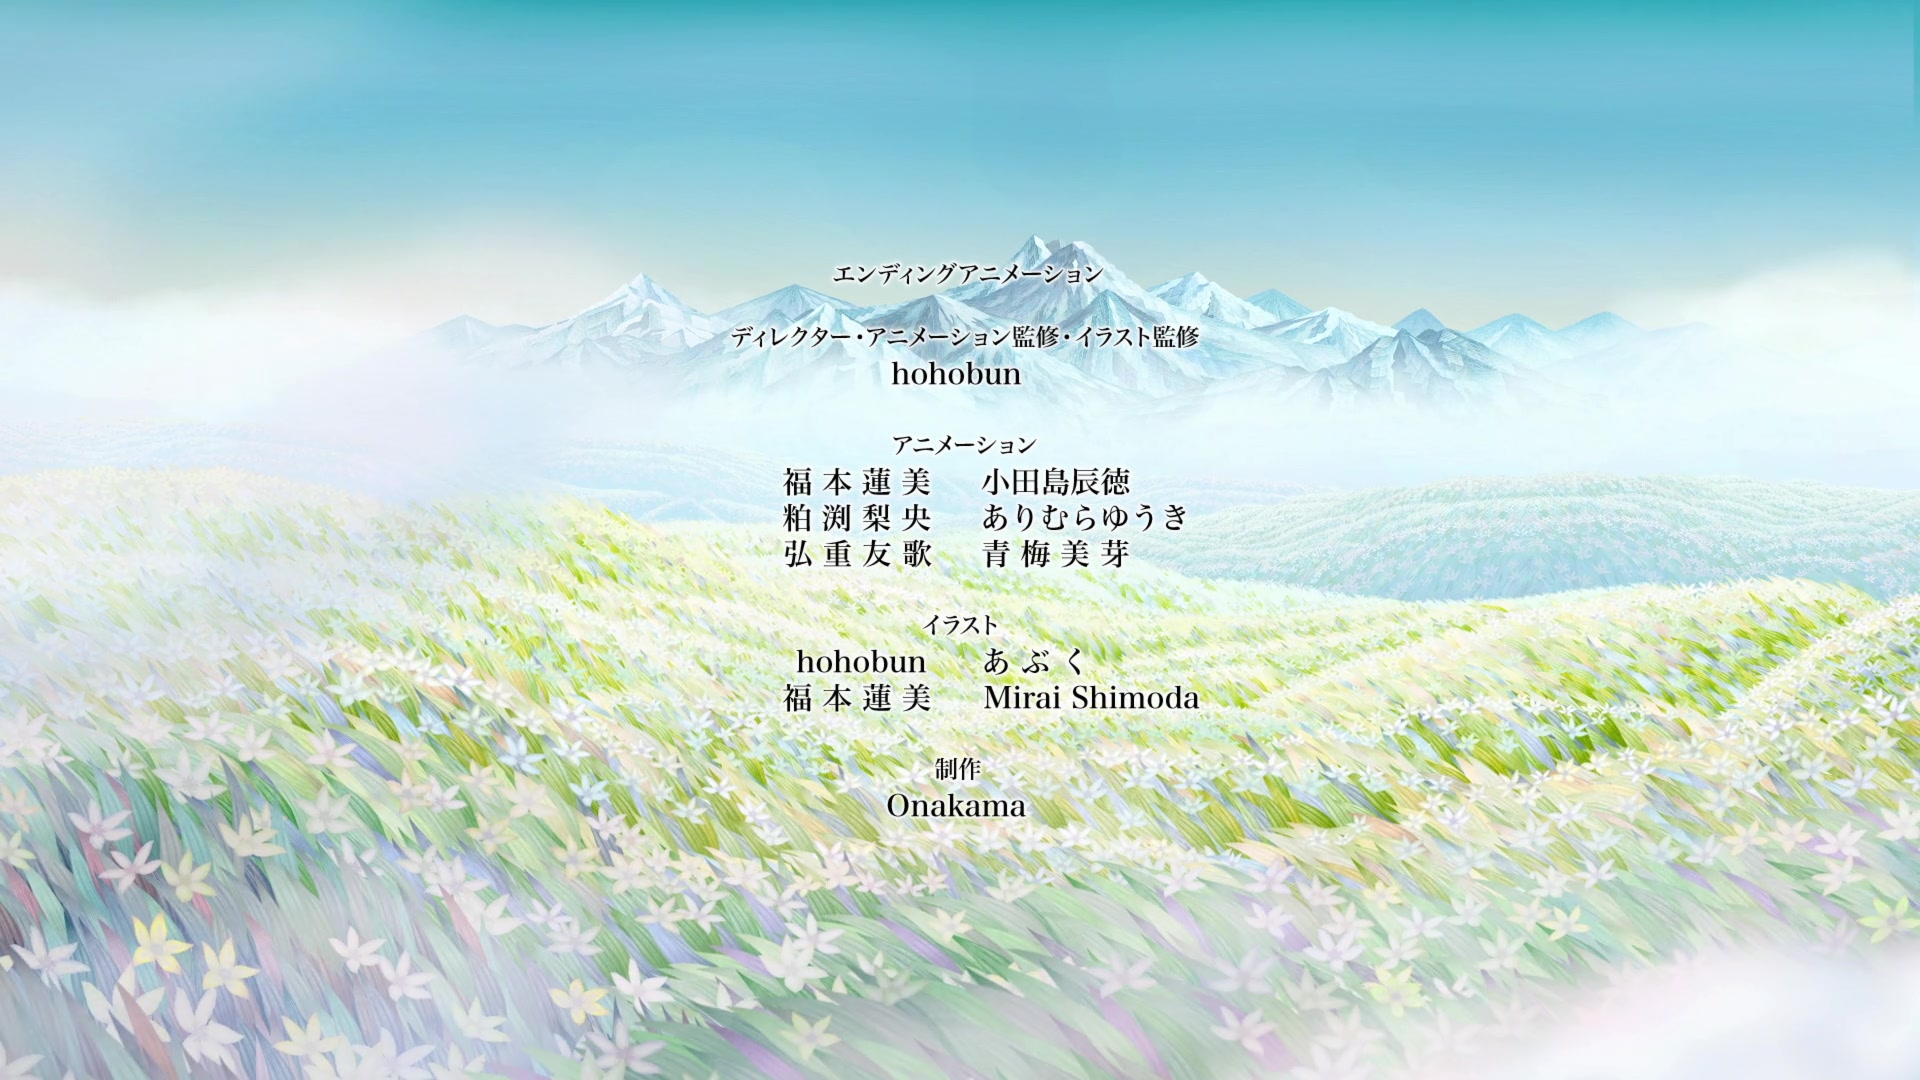 エンディングアニメーション
ディレクター・アニメーション監修・イラスト監修
hohobun
アニメーション
福本蓮美 小田島辰徳
粕渕梨央 ありむらゆうき
弘重友歌 青梅美芽
イラスト
hohobun あぶく
福本蓮美 Mirai Shimoda
制作
Onakama